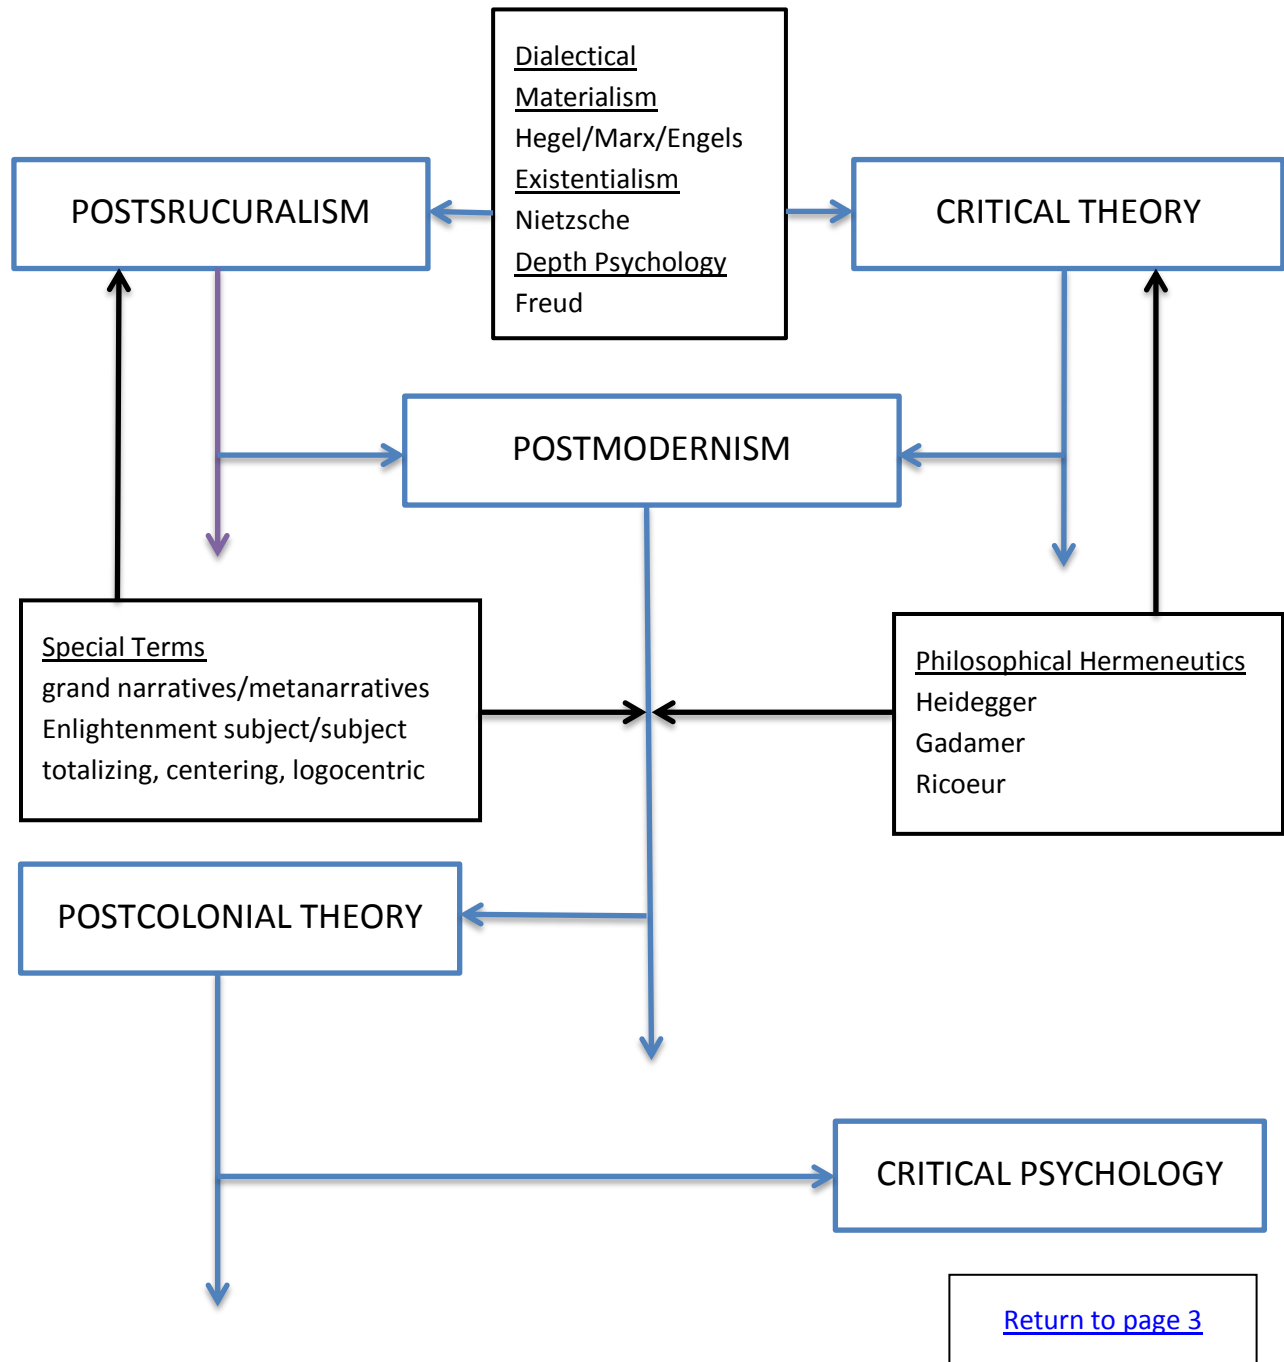 Dialectical
Materialism
Hegel/Marx/Engels
Existentialism
Nietzsche
Depth Psychology
Freud
POSTSRUCURALISM
CRITICAL THEORY
POSTMODERNISM
Special Terms
grand narratives/metanarratives
Enlightenment subject/subject
totalizing, centering, logocentric
Philosophical Hermeneutics
Heidegger
Gadamer
Ricoeur
POSTCOLONIAL THEORY
CRITICAL PSYCHOLOGY
Return to page 3